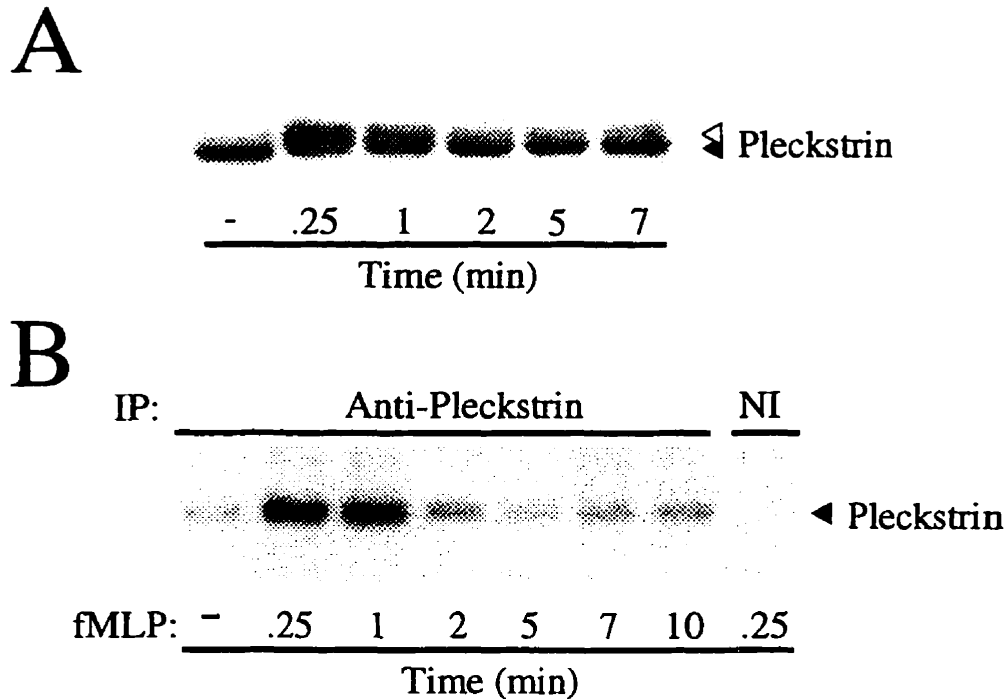 A
Pleckstrin
- .25 1 2 5 7
Time (min)
B
IP: Anti-Pleckstrin NI
Pleckstrin
fMLP: - .25 1 2 5 7 10 .25
Time (min)